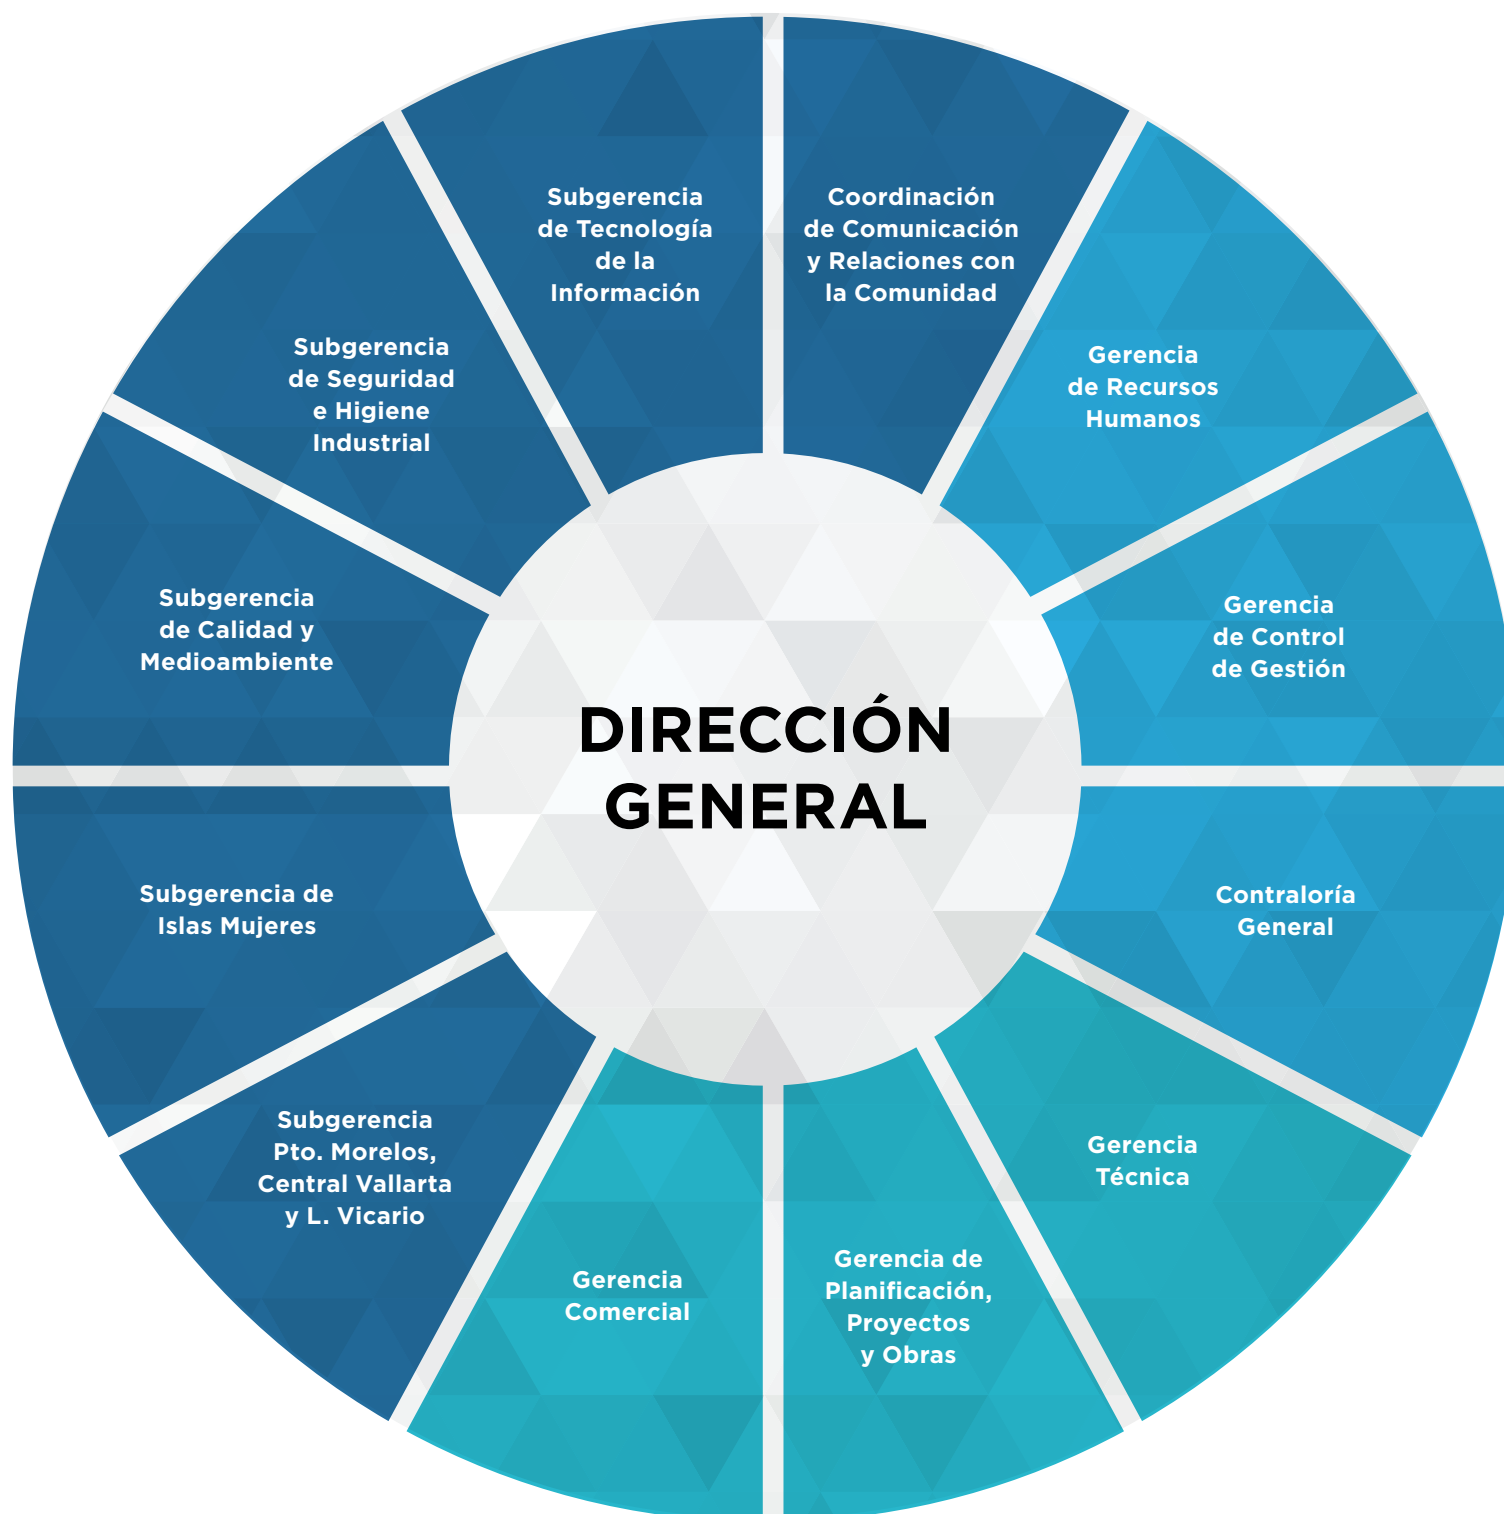 Subgerencia
de Tecnología
de la
Información
Coordinación
de Comunicación
y Relaciones con
la Comunidad
Gerencia
de Recursos
Humanos
Gerencia
de Control
de Gestión
Contraloría
General
Gerencia
Técnica
Gerencia de
Planificación,
Proyectos
y Obras
Gerencia
Comercial
Subgerencia
Pto. Morelos,
Central Vallarta
y L. Vicario
Subgerencia de
Islas Mujeres
Subgerencia
de Calidad y
Medioambiente
Subgerencia
de Seguridad
e Higiene
Industrial
DIRECCIÓN
GENERAL